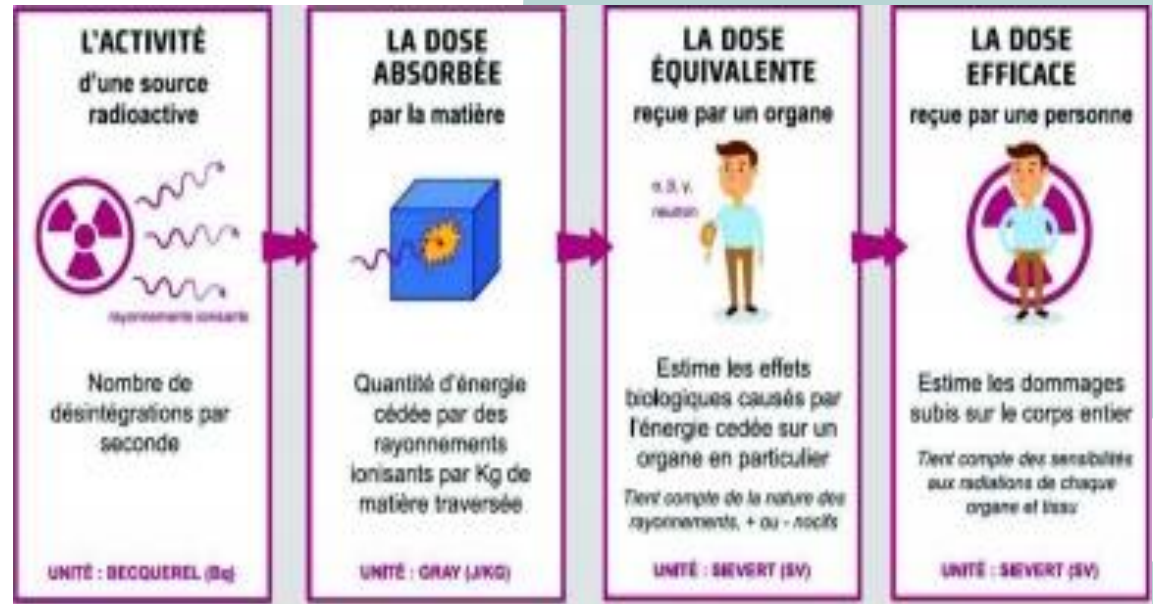 L'ACTIVITÉ
d'une source
radioactive
rayonnements ionisants
Nombre de
désintégrations par
seconde
UNITÉ : BECQUEREL (Bq)
LA DOSE
ABSORBÉE
par la matière
Quantité d'énergie
cédée par des
rayonnements
ionisants par Kg de
matière traversée
UNITÉ : GRAY (J/KG)
LA DOSE
ÉQUIVALENTE
reçue par un organe
α, β, γ,
neutron
Estime les effets
biologiques causés par
l'énergie cedée sur un
organe en particulier
Tient compte de la nature des
rayonnements, + ou - nocifs
UNITÉ : SIEVERT (SV)
LA DOSE
EFFICACE
reçue par une personne
Estime les dommages
subis sur le corps entier
Tient compte des sensibilités
aux radiations de chaque
organe et tissu
UNITÉ : SIEVERT (SV)